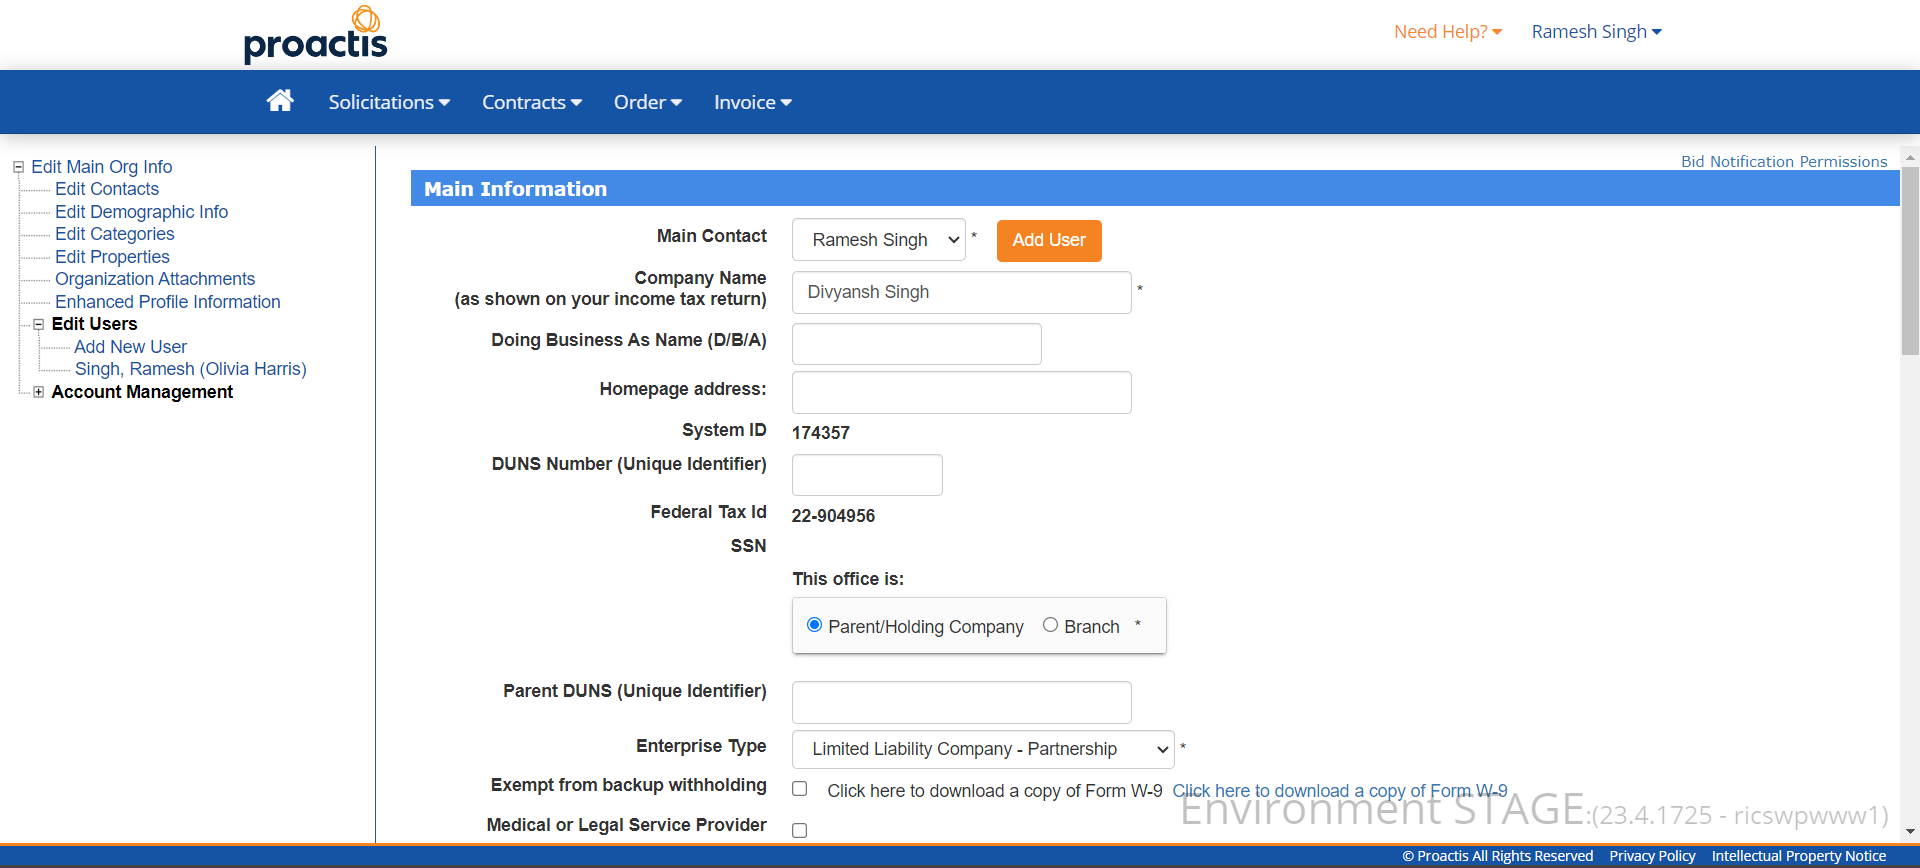 proactis
Need Help?
Ramesh Singh
Solicitations
Contracts
Order
Invoice
Edit Main Org Info
Edit Contacts
Edit Demographic Info
Edit Categories
Edit Properties
Organization Attachments
Enhanced Profile Information
Edit Users
Add New User
Singh, Ramesh (Olivia Harris)
Account Management
Bid Notification Permissions
Main Information
Main Contact Ramesh Singh * Add User
Company Name
(as shown on your income tax return) Divyansh Singh *
Doing Business As Name (D/B/A)
Homepage address:
System ID 174357
DUNS Number (Unique Identifier)
Federal Tax Id 22-904956
SSN
This office is:
Parent/Holding Company Branch *
Parent DUNS (Unique Identifier)
Enterprise Type Limited Liability Company - Partnership *
Exempt from backup withholding Click here to download a copy of Form W-9 Click here to download a copy of Form W-9
Environment STAGE:(23.4.1725 - ricswpwww1)
Medical or Legal Service Provider
© Proactis All Rights Reserved Privacy Policy Intellectual Property Notice